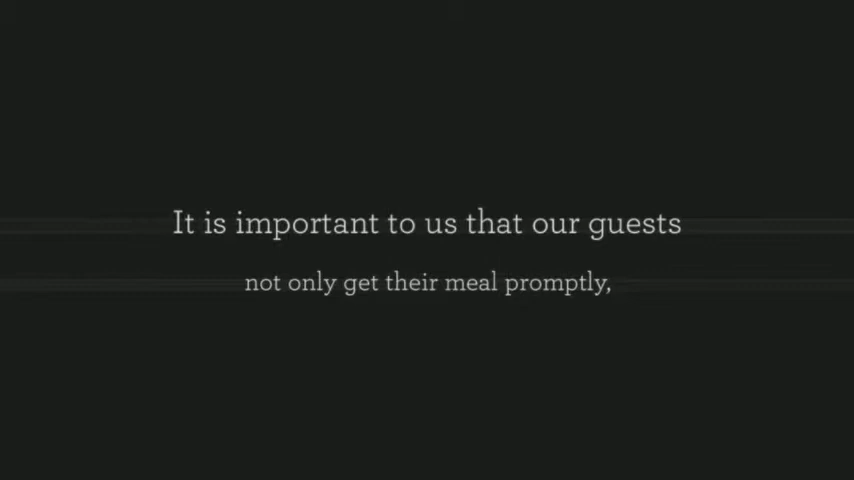 It is important to us that our guests
not only get their meal promptly,